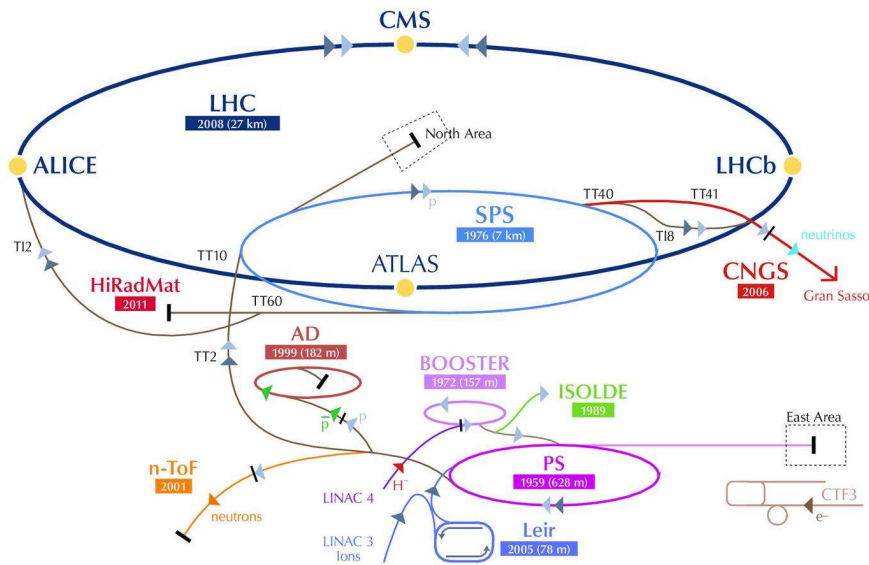 CMS
LHC
2008 (27 km)
North Area
ALICE
LHCb
TT40
TT41
p
SPS
1976 (7 km)
TI2
TI8
neutrinos
TT10
ATLAS
CNGS
2006
HiRadMat
2011
Gran Sasso
TT60
AD
1999 (182 m)
TT2
BOOSTER
1972 (157 m)
ISOLDE
1989
p̅
p
East Area
n-ToF
2001
PS
1959 (628 m)
H⁻
LINAC 4
neutrons
CTF3
e–
LINAC 3
Ions
Leir
2005 (78 m)